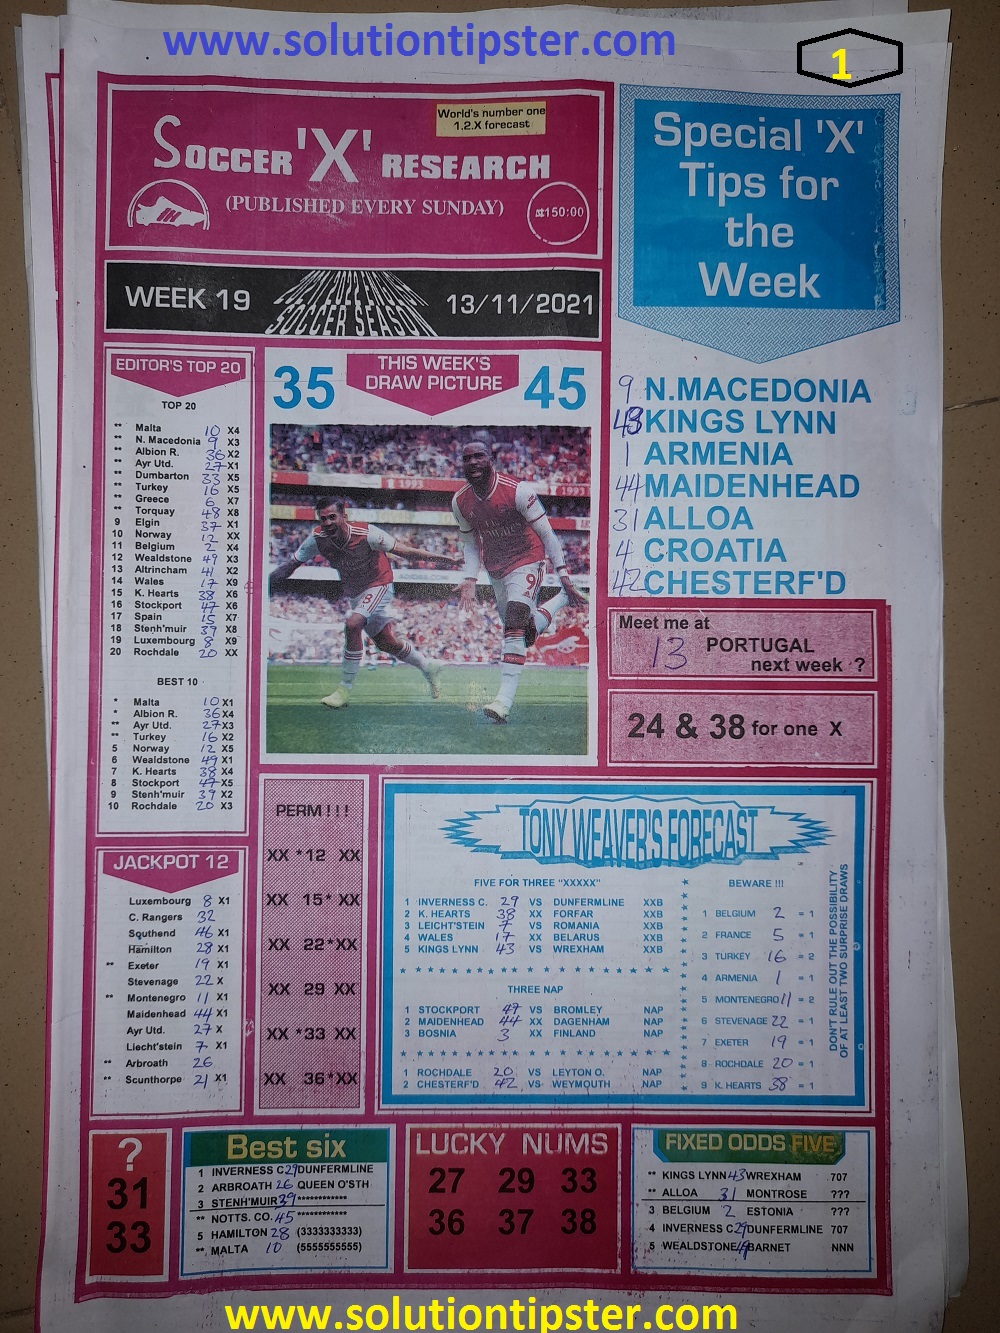 www.solutiontipster.com
1
World's number one
1.2.X forecast
SOCCER 'X' RESEARCH
(PUBLISHED EVERY SUNDAY)
₦150:00
WEEK 19
SOCCER SEASON
13/11/2021
Special 'X'
Tips for
the
Week
9 N.MACEDONIA
43 KINGS LYNN
1 ARMENIA
44 MAIDENHEAD
31 ALLOA
4 CROATIA
42 CHESTERF'D
Meet me at
13 PORTUGAL
next week ?
24 & 38 for one X
EDITOR'S TOP 20
TOP 20
** Malta 10 X4
** N. Macedonia 9 X3
** Albion R. 36 X2
** Ayr Utd. 27 X1
** Dumbarton 33 X5
** Turkey 16 X5
** Greece 6 X7
** Torquay 48 X8
9 Elgin 37 X1
10 Norway 12 XX
11 Belgium 2 X4
12 Wealdstone 49 X3
13 Altrincham 41 X2
14 Wales 17 X9
15 K. Hearts 38 X6
16 Stockport 47 X6
17 Spain 15 X7
18 Stenh'muir 39 X8
19 Luxembourg 8 X9
20 Rochdale 20 XX
BEST 10
* Malta 10 X1
* Albion R. 36 X4
** Ayr Utd. 27 X3
** Turkey 16 X2
5 Norway 12 X5
6 Wealdstone 49 X1
7 K. Hearts 38 X4
8 Stockport 47 X5
9 Stenh'muir 39 X2
10 Rochdale 20 X3
35 THIS WEEK'S 45
DRAW PICTURE
1993
1993
8
9
JACKPOT 12
Luxembourg 8 X1
C. Rangers 32
Squthend 46 X1
Hamilton 28 X1
** Exeter 19 X1
Stevenage 22 X
** Montenegro 11 X1
Maidenhead 44 X1
Ayr Utd. 27 X
Liecht'stein 7 X1
** Arbroath 26
** Scunthorpe 21 X1
PERM ! ! !
XX *12 XX
XX 15* XX
XX 22*XX
XX 29 XX
XX *33 XX
XX 36*XX
TONY WEAVER'S FORECAST
FIVE FOR THREE "XXXXX"
1 INVERNESS C. 29 VS DUNFERMLINE XXB
2 K. HEARTS 38 XX FORFAR XXB
3 LEICHT'STEIN 7 VS ROMANIA XXB
4 WALES 17 XX BELARUS XXB
5 KINGS LYNN 43 VS WREXHAM XXB
THREE NAP
1 STOCKPORT 47 VS BROMLEY NAP
2 MAIDENHEAD 44 XX DAGENHAM NAP
3 BOSNIA 3 XX FINLAND NAP
1 ROCHDALE 20 VS LEYTON O. NAP
2 CHESTERF'D 42 VS WEYMOUTH NAP
BEWARE !!!
1 BELGIUM 2 = 1
2 FRANCE 5 = 1
3 TURKEY 16 = 2
4 ARMENIA 1 = 1
5 MONTENEGRO 11 = 2
6 STEVENAGE 22 = 1
7 EXETER 19 = 1
8 ROCHDALE 20 = 1
9 K. HEARTS 38 = 1
DON'T RULE OUT THE POSSIBILITY
OF AT LEAST TWO SURPRISE DRAWS
?
31
33
Best six
1 INVERNESS C 29 DUNFERMLINE
2 ARBROATH 26 QUEEN O'STH
3 STENH'MUIR 39 ************
** NOTTS. CO. 45 ************
5 HAMILTON 28 (3333333333)
** MALTA 10 (5555555555)
LUCKY NUMS
27 29 33
36 37 38
FIXED ODDS FIVE
** KINGS LYNN 43 WREXHAM 707
** ALLOA 31 MONTROSE ???
3 BELGIUM 2 ESTONIA ???
4 INVERNESS C 29 DUNFERMLINE 707
5 WEALDSTONE 49 BARNET NNN
www.solutiontipster.com